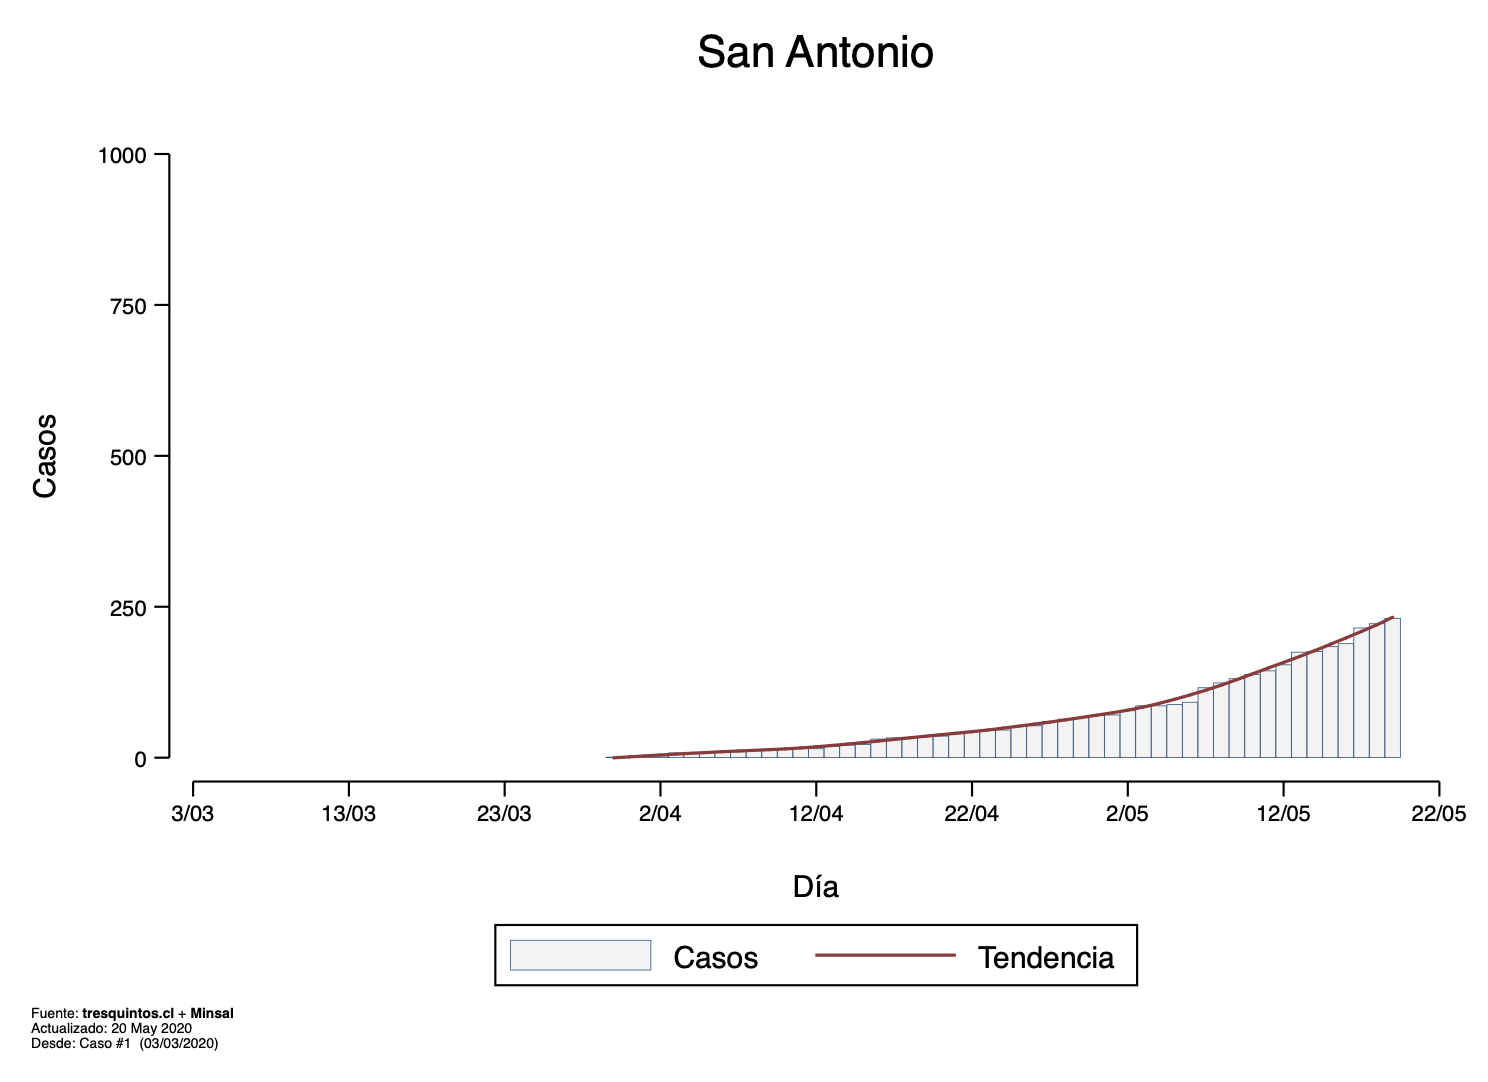 San Antonio
1000
750
500
250
0
Casos
3/03 13/03 23/03 2/04 12/04 22/04 2/05 12/05 22/05
Día
Casos Tendencia
Fuente: tresquintos.cl + Minsal
Actualizado: 20 May 2020
Desde: Caso #1 (03/03/2020)